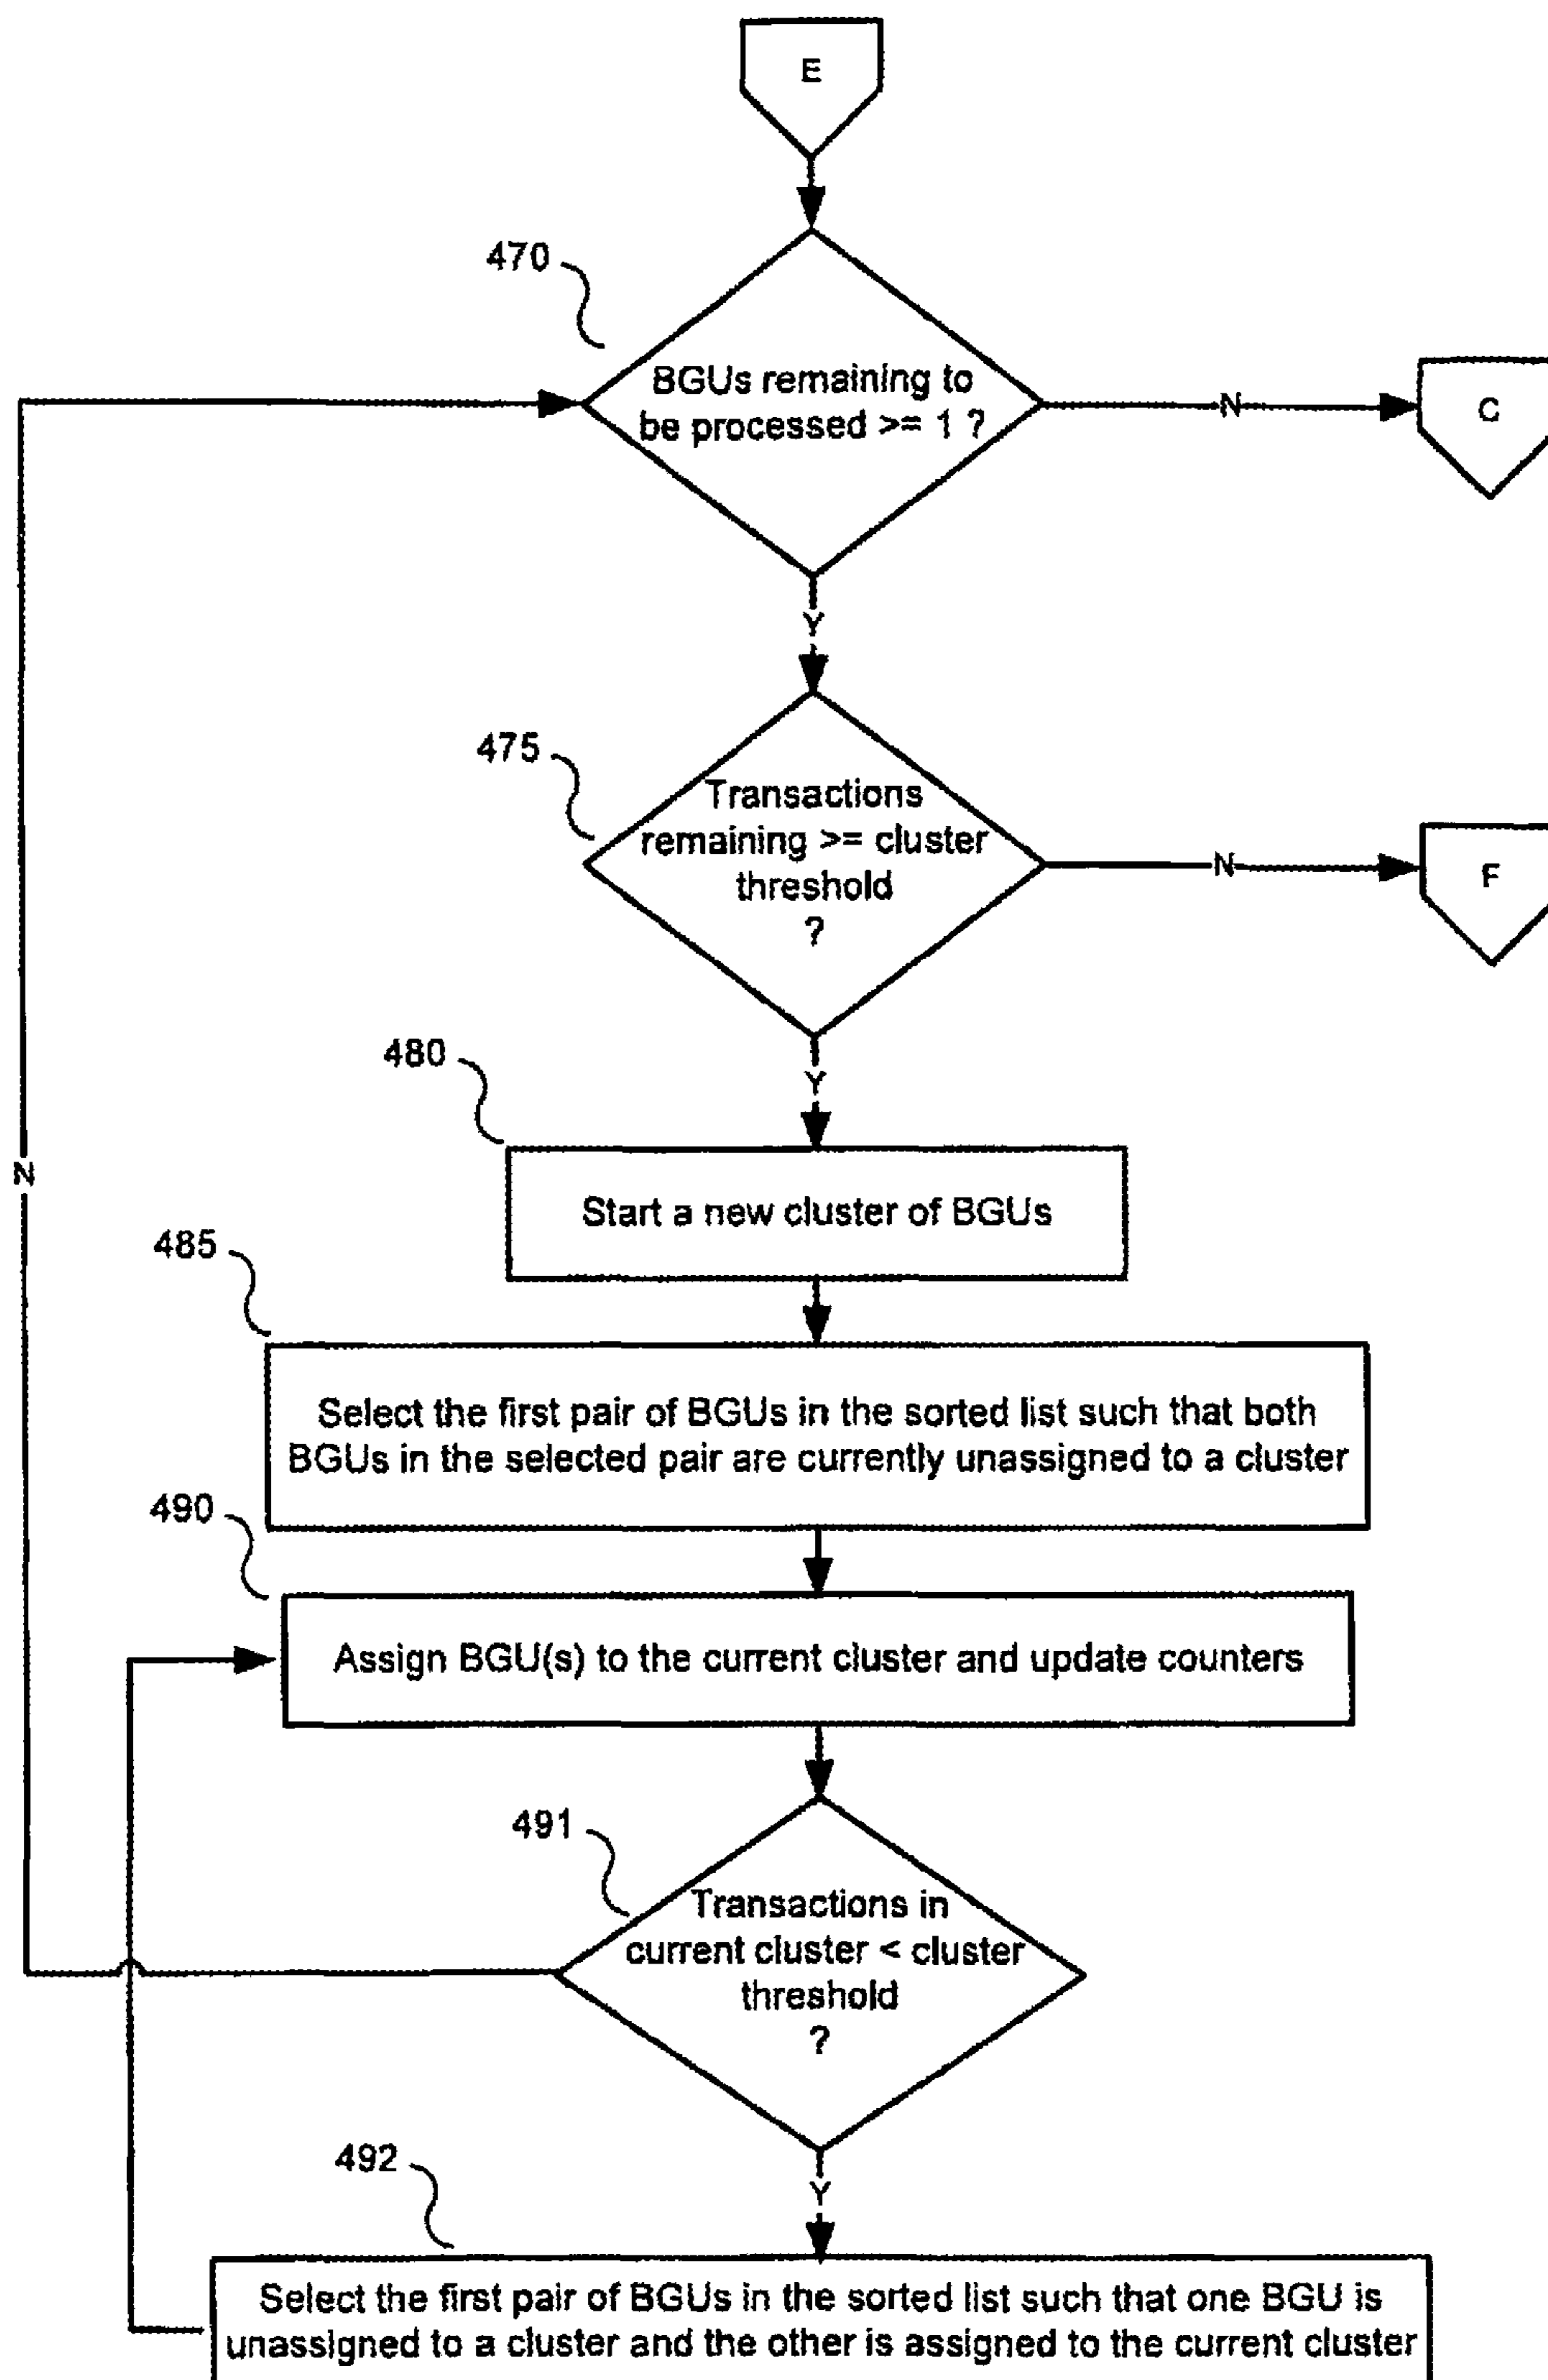 E
470
BGUs remaining to
be processed >= 1 ?
N
C
Y
475
Transactions
remaining >= cluster
threshold
?
N
F
Y
480
Start a new cluster of BGUs
N
485
Select the first pair of BGUs in the sorted list such that both
BGUs in the selected pair are currently unassigned to a cluster
490
Assign BGU(s) to the current cluster and update counters
491
Transactions in
current cluster < cluster
threshold
?
492
Y
Select the first pair of BGUs in the sorted list such that one BGU is
unassigned to a cluster and the other is assigned to the current cluster